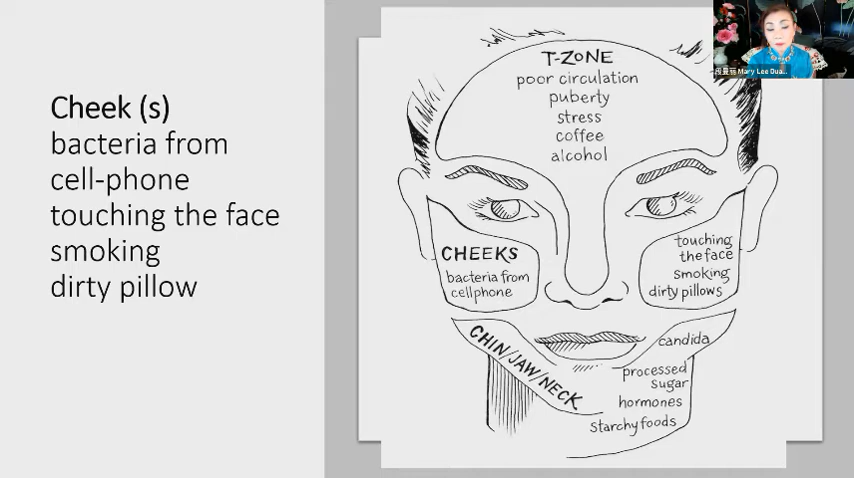 Cheek (s)
bacteria from
cell-phone
touching the face
smoking
dirty pillow
T-ZONE
poor circulation
puberty
stress
coffee
alcohol
CHEEKS
bacteria from
cellphone
touching
the face
smoking
dirty pillows
CHIN/JAW/NECK
candida
processed
sugar
hormones
starchy foods
Mary Lee Dua...